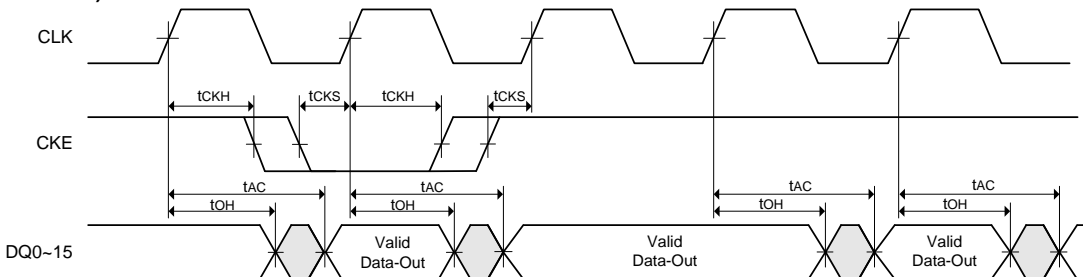 CLK
tCKH
tCKS
tCKH
tCKS
CKE
tAC
tAC
tAC
tAC
tOH
tOH
tOH
tOH
DQ0~15
Valid
Data-Out
Valid
Data-Out
Valid
Data-Out